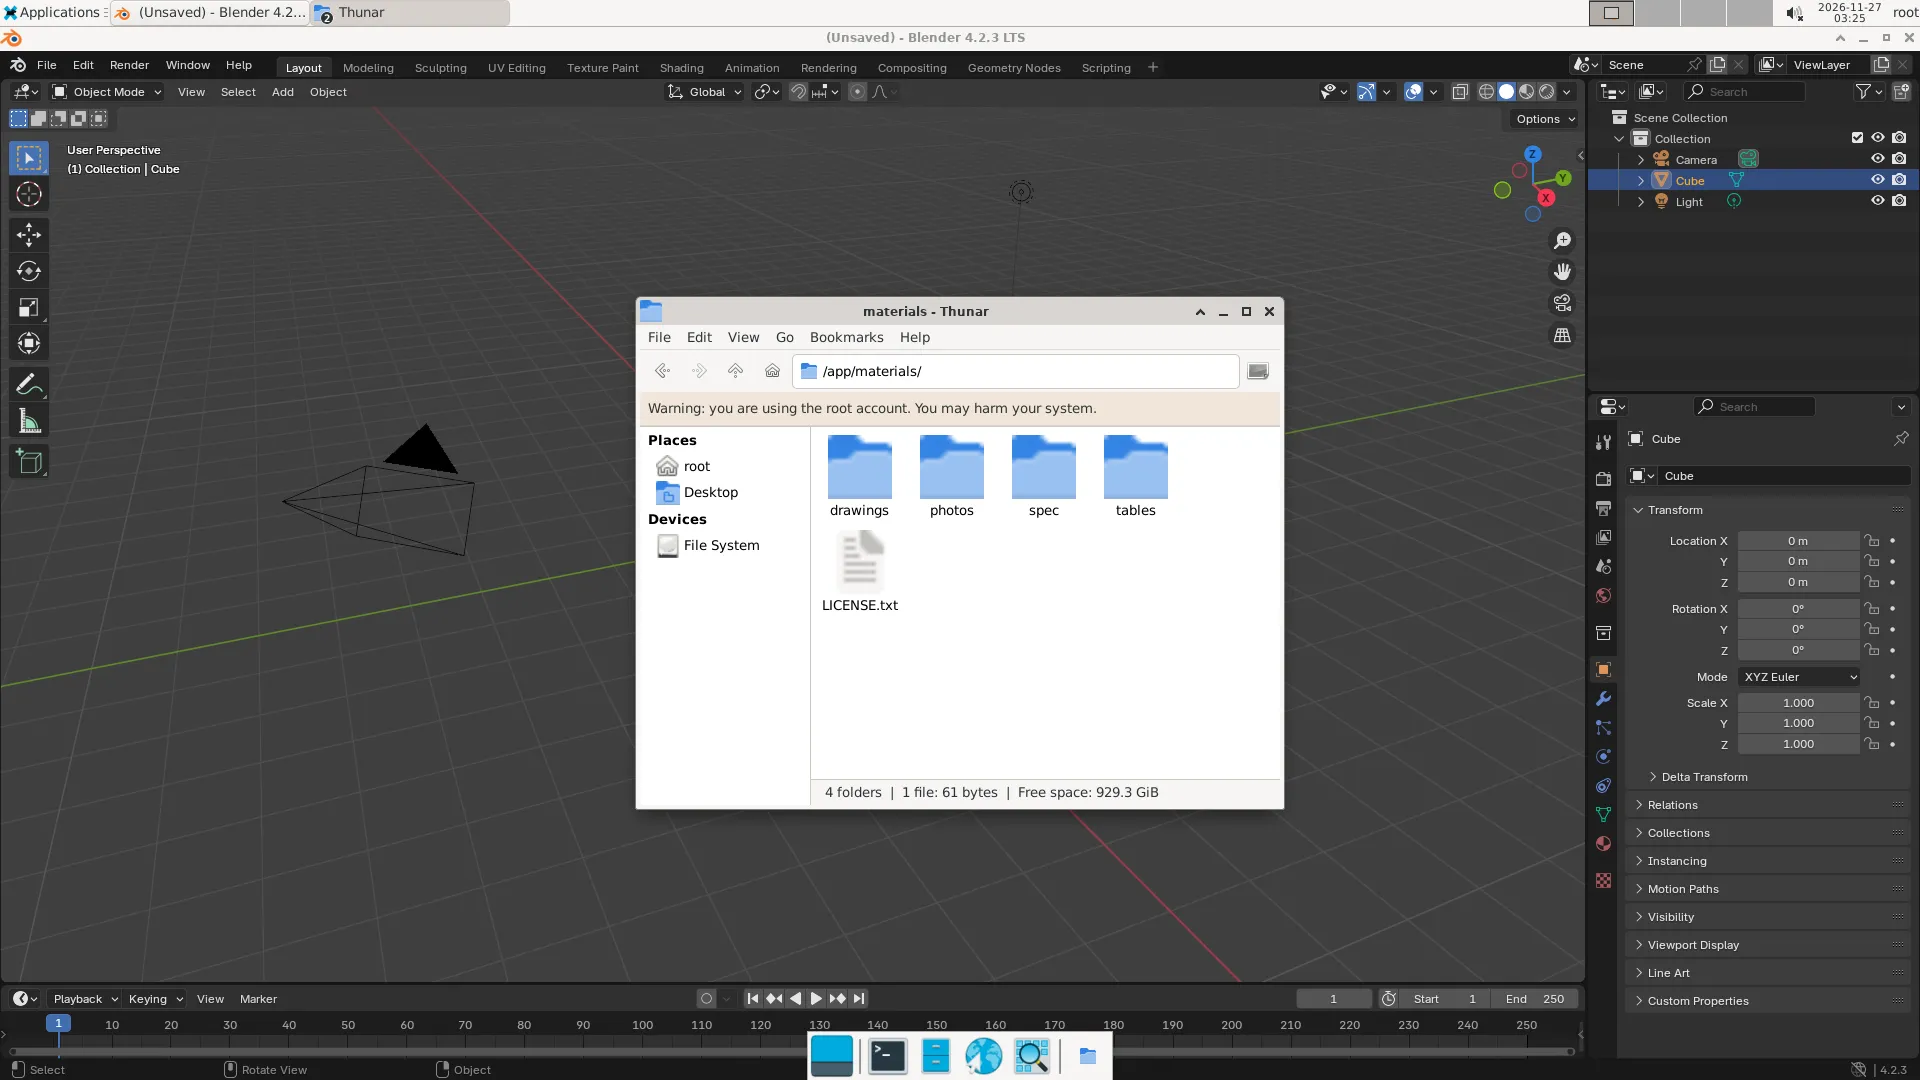 Applications
(Unsaved) - Blender 4.2...
2
Thunar
2026-11-27
03:25
root
(Unsaved) - Blender 4.2.3 LTS
File Edit Render Window Help
Layout Modeling Sculpting UV Editing Texture Paint Shading Animation Rendering Compositing Geometry Nodes Scripting
Scene
ViewLayer
Object Mode View Select Add Object
Global
Search
Options
User Perspective
(1) Collection | Cube
Z
Y
X
Scene Collection
Collection
Camera
Cube
Light
materials - Thunar
File Edit View Go Bookmarks Help
/app/materials/
Warning: you are using the root account. You may harm your system.
Places
root
Desktop
Devices
File System
drawings
photos
spec
tables
LICENSE.txt
4 folders | 1 file: 61 bytes | Free space: 929.3 GiB
Search
Cube
Cube
Transform
Location X 0 m
Y 0 m
Z 0 m
Rotation X 0°
Y 0°
Z 0°
Mode XYZ Euler
Scale X 1.000
Y 1.000
Z 1.000
Delta Transform
Relations
Collections
Instancing
Motion Paths
Visibility
Viewport Display
Line Art
Custom Properties
Playback Keying View Marker
1
Start 1
End 250
1 10 20 30 40 50 60 70 80 90 100 110 120 130 140 150 160 170 180 190 200 210 220 230 240 250
Select
Rotate View
Object
4.2.3